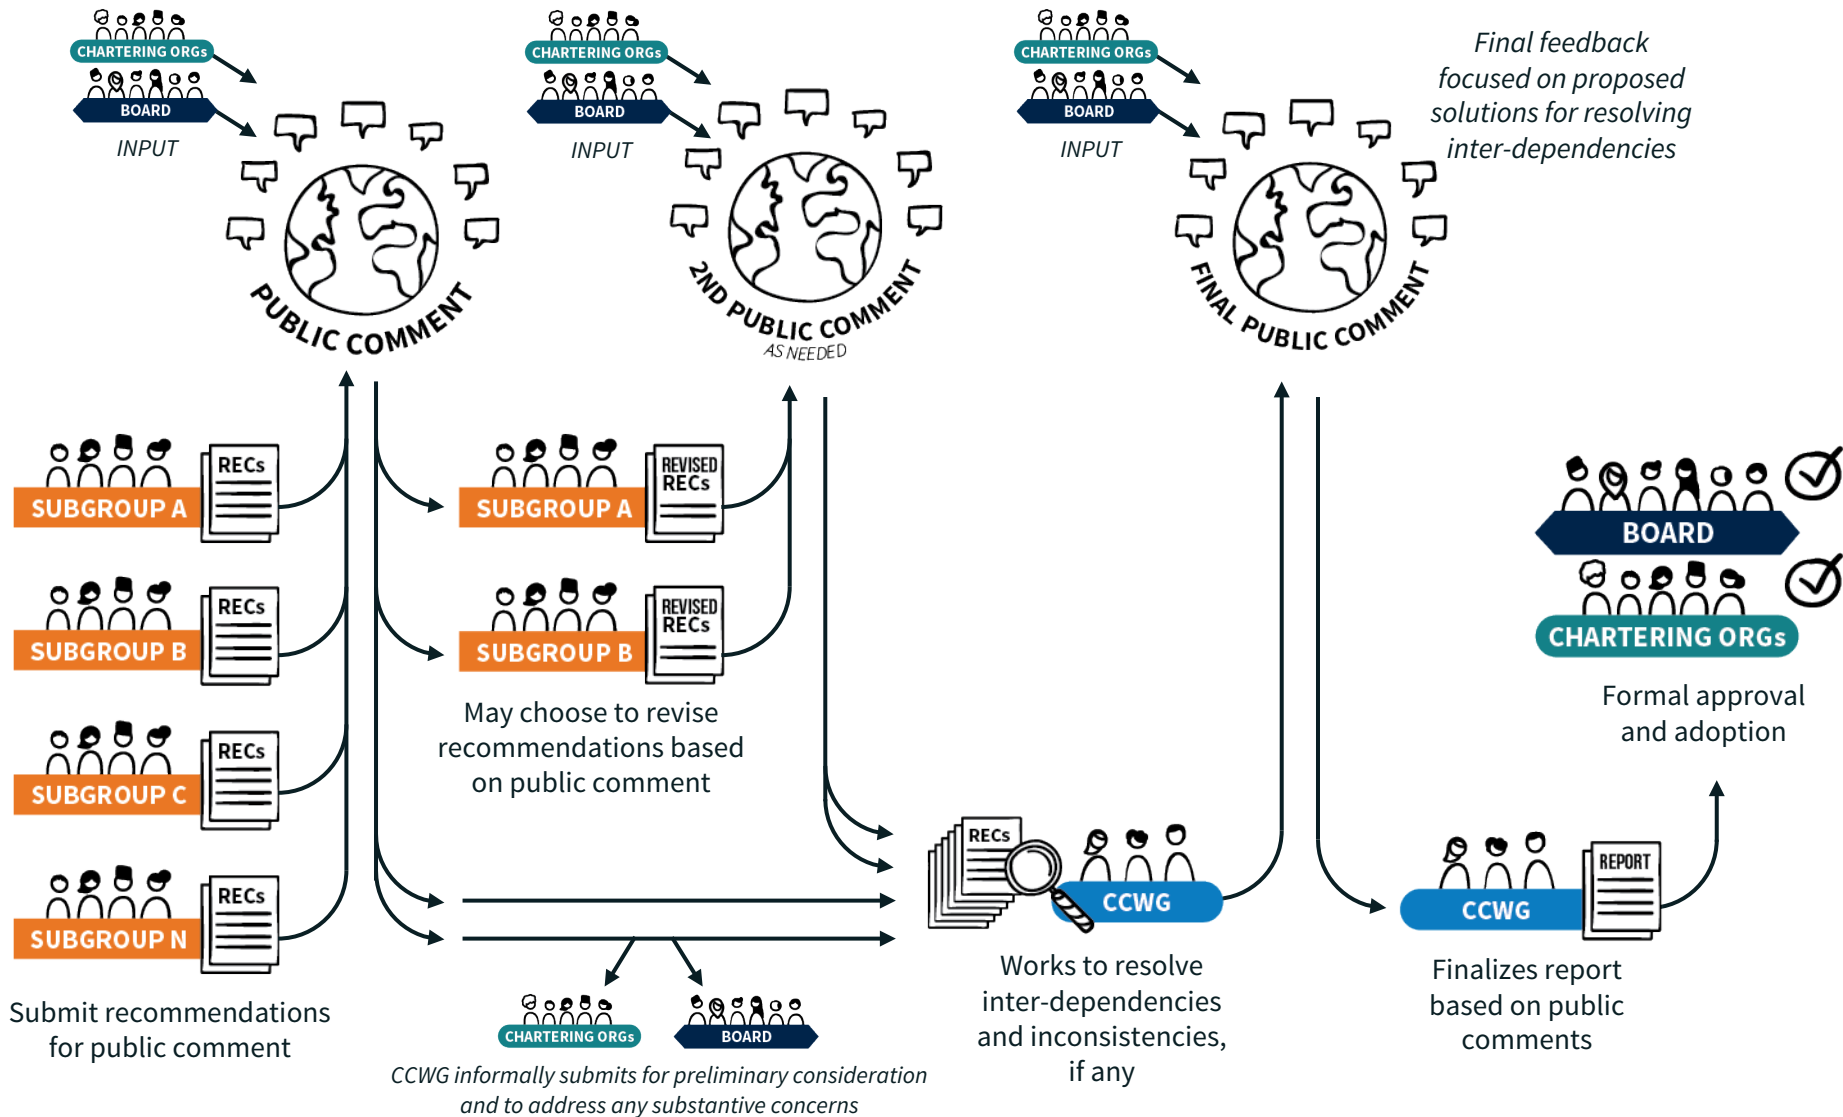 CHARTERING ORGs
BOARD
INPUT
CHARTERING ORGs
BOARD
INPUT
CHARTERING ORGs
BOARD
INPUT
Final feedback
focused on proposed
solutions for resolving
inter-dependencies
PUBLIC COMMENT
2ND PUBLIC COMMENT
AS NEEDED
FINAL PUBLIC COMMENT
SUBGROUP A
RECs
SUBGROUP B
RECs
SUBGROUP C
RECs
SUBGROUP N
RECs
Submit recommendations
for public comment
SUBGROUP A
REVISED
RECs
SUBGROUP B
REVISED
RECs
May choose to revise
recommendations based
on public comment
CHARTERING ORGs
BOARD
CCWG informally submits for preliminary consideration
and to address any substantive concerns
RECs
CCWG
Works to resolve
inter-dependencies
and inconsistencies,
if any
CCWG
REPORT
Finalizes report
based on public
comments
BOARD
CHARTERING ORGs
Formal approval
and adoption